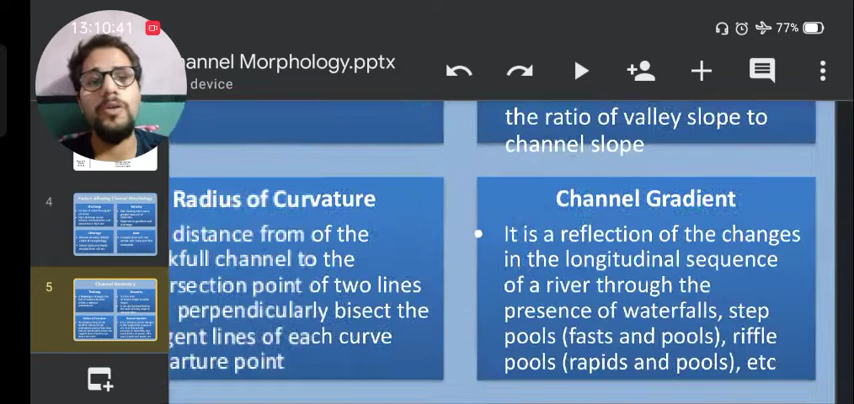 13:10:41
77%
annel Morphology.pptx
device
the ratio of valley slope to
channel slope
4
5
Channel Geometry
Radius of Curvature
distance from of the
kfull channel to the
rsection point of two lines
perpendicularly bisect the
gent lines of each curve
arture point
Channel Gradient
• It is a reflection of the changes
in the longitudinal sequence
of a river through the
presence of waterfalls, step
pools (fasts and pools), riffle
pools (rapids and pools), etc